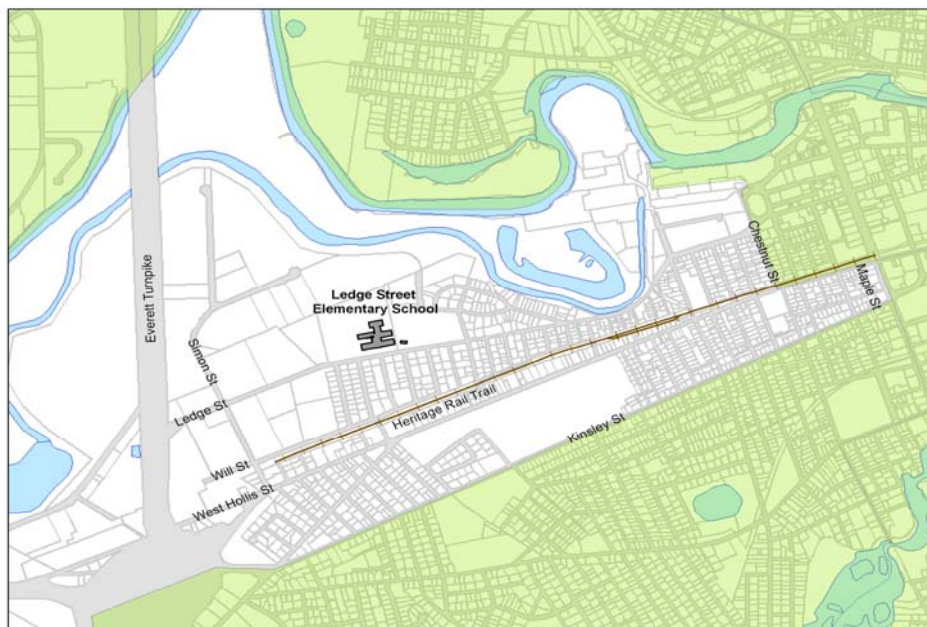 Chestnut St
Maple St
Everett Turnpike
Ledge Street
Elementary School
Simon St
Ledge St
Heritage Rail Trail
Kinsley St
Will St
West Hollis St